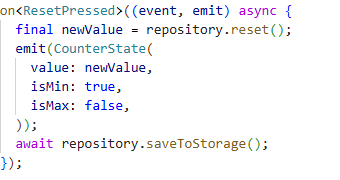 on<ResetPressed>((event, emit) async {
  final newValue = repository.reset();
  emit(CounterState(
    value: newValue,
    isMin: true,
    isMax: false,
  ));
  await repository.saveToStorage();
});